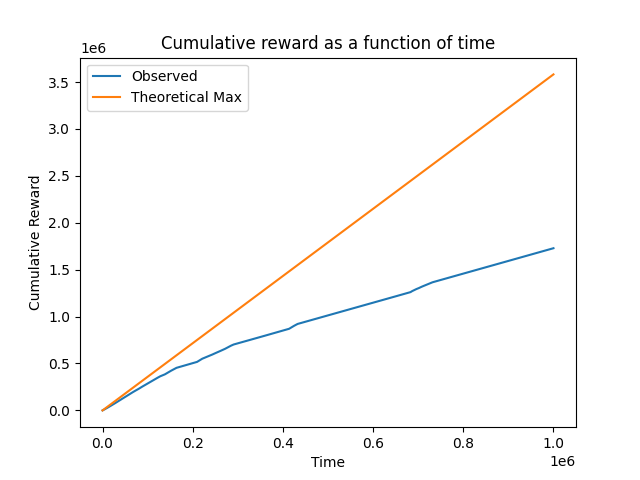 Cumulative reward as a function of time
1e6
Observed
Theoretical Max
3.5
3.0
2.5
2.0
1.5
1.0
0.5
0.0
Cumulative Reward
0.0 0.2 0.4 0.6 0.8 1.0
Time
1e6